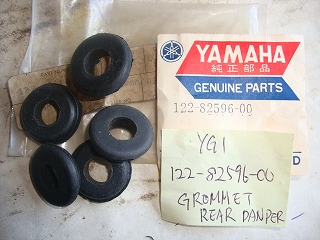 YAMAHA
純正部品
GENUINE PARTS
122-82596-00
YG1
122-82596-00
GROMMET
REAR DAMPER